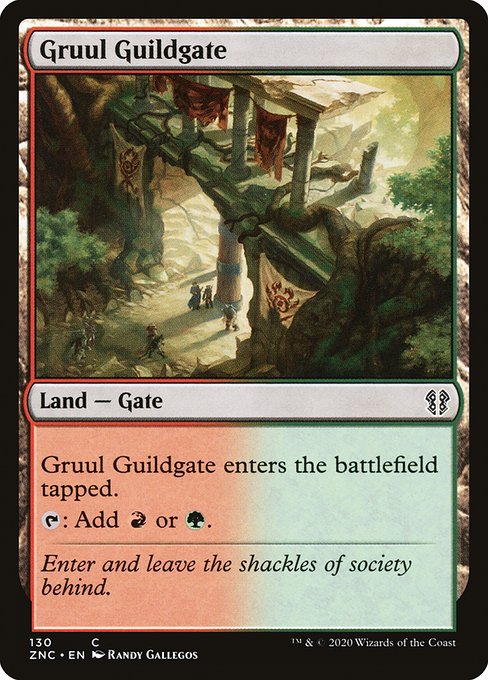 Gruul Guildgate
Land — Gate
Gruul Guildgate enters the battlefield
tapped.
: Add or .
Enter and leave the shackles of society
behind.
130 C
ZNC • EN Randy Gallegos
™ & © 2020 Wizards of the Coast